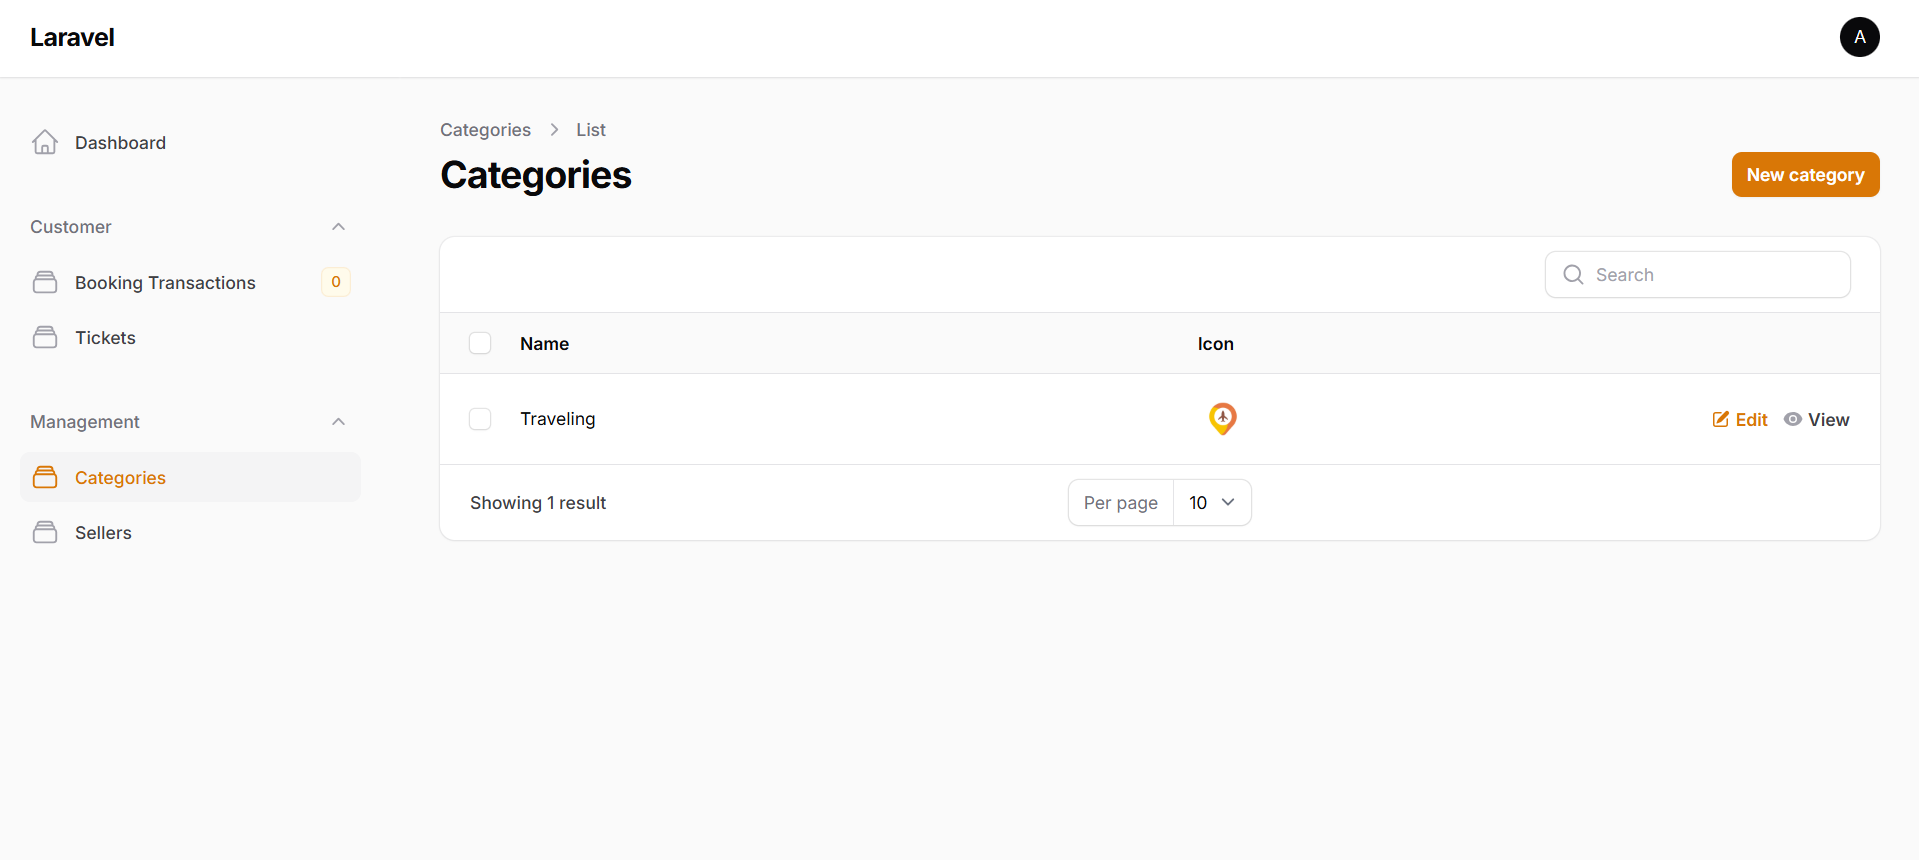 Laravel
A
Dashboard
Customer
Booking Transactions 0
Tickets
Management
Categories
Sellers
Categories > List
Categories
New category
Search
Name Icon
Traveling Edit View
Showing 1 result Per page 10